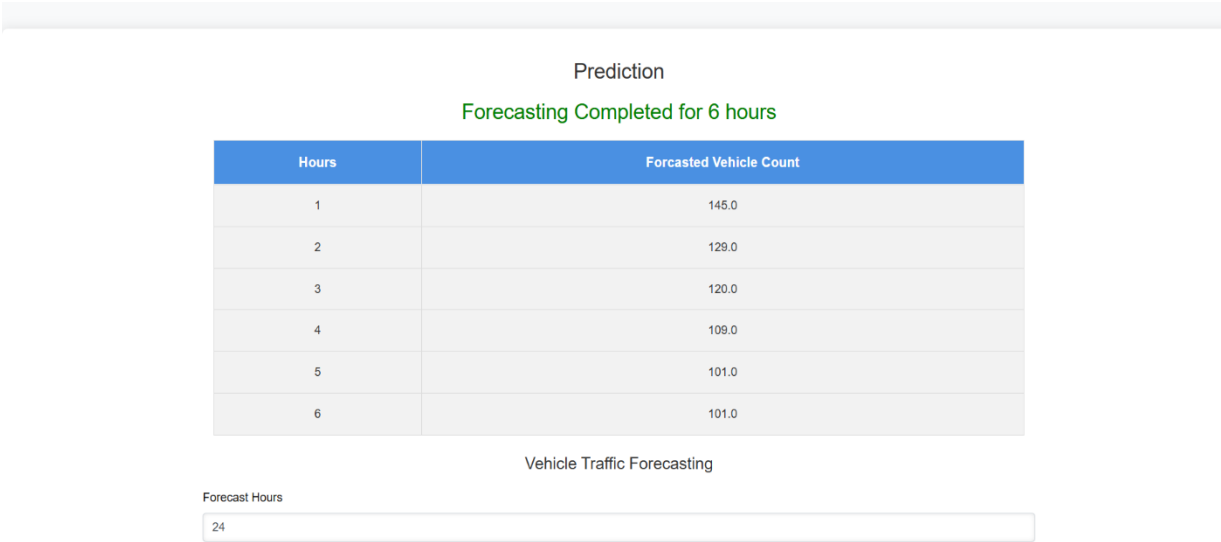 Prediction
Forecasting Completed for 6 hours
Hours Forcasted Vehicle Count
1 145.0
2 129.0
3 120.0
4 109.0
5 101.0
6 101.0
Vehicle Traffic Forecasting
Forecast Hours
24